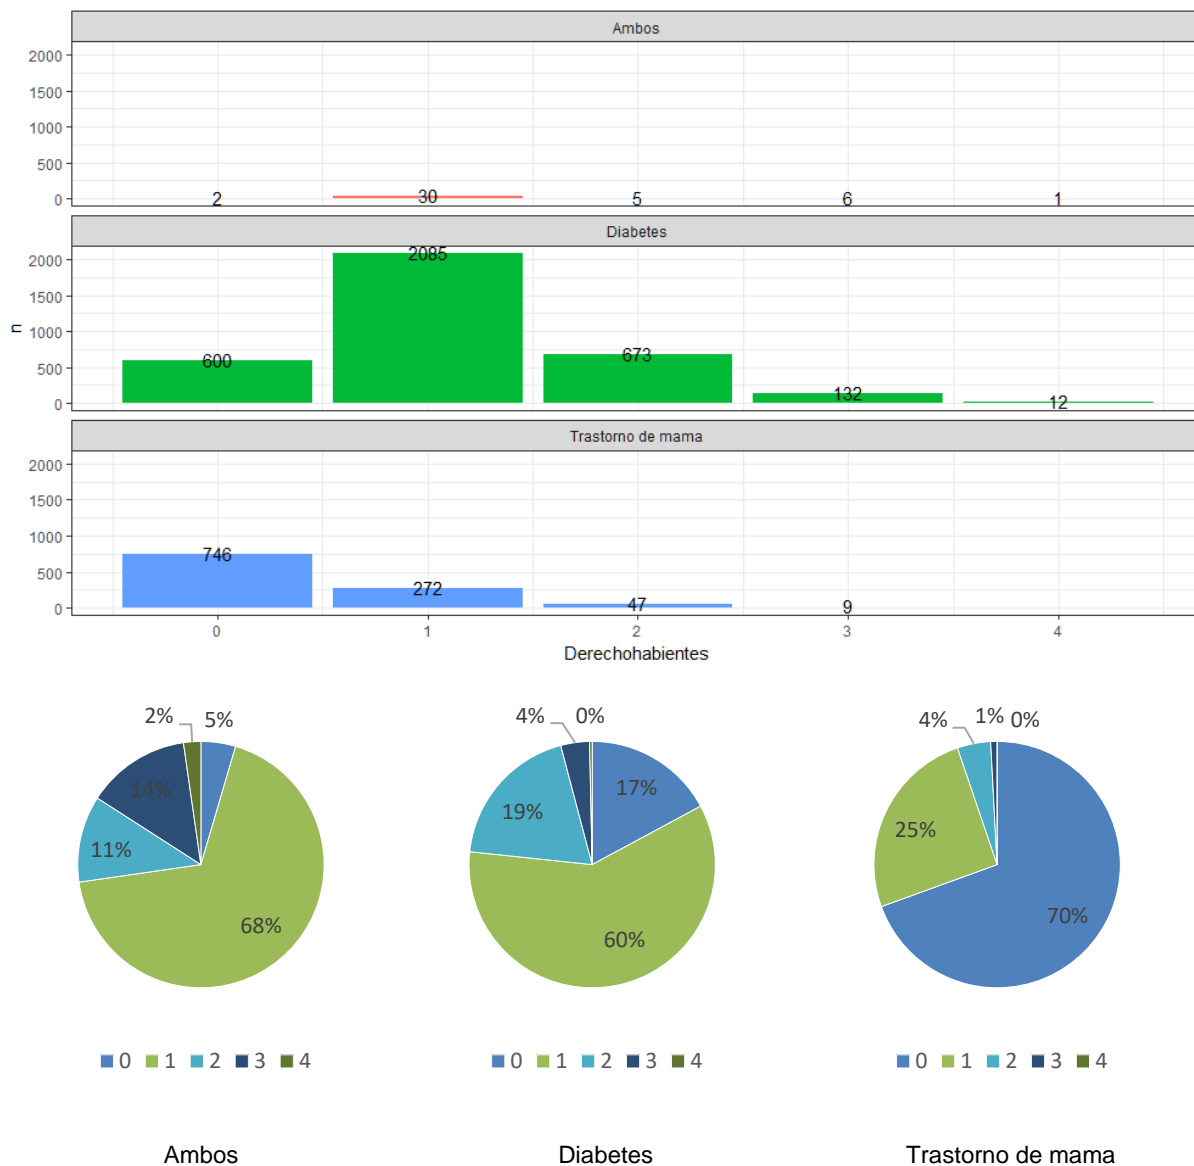 Ambos
2000
1500
1000
500
0
2 30 5 6 1
Diabetes
2000
1500
1000
500
0
600 2085 673 132 12
n
Trastorno de mama
2000
1500
1000
500
0
746 272 47 9
0 1 2 3 4
Derechohabientes
2% 5%
14%
11%
68%
4% 0%
17%
19%
60%
4% 1% 0%
25%
70%
0 1 2 3 4
0 1 2 3 4
0 1 2 3 4
Ambos
Diabetes
Trastorno de mama